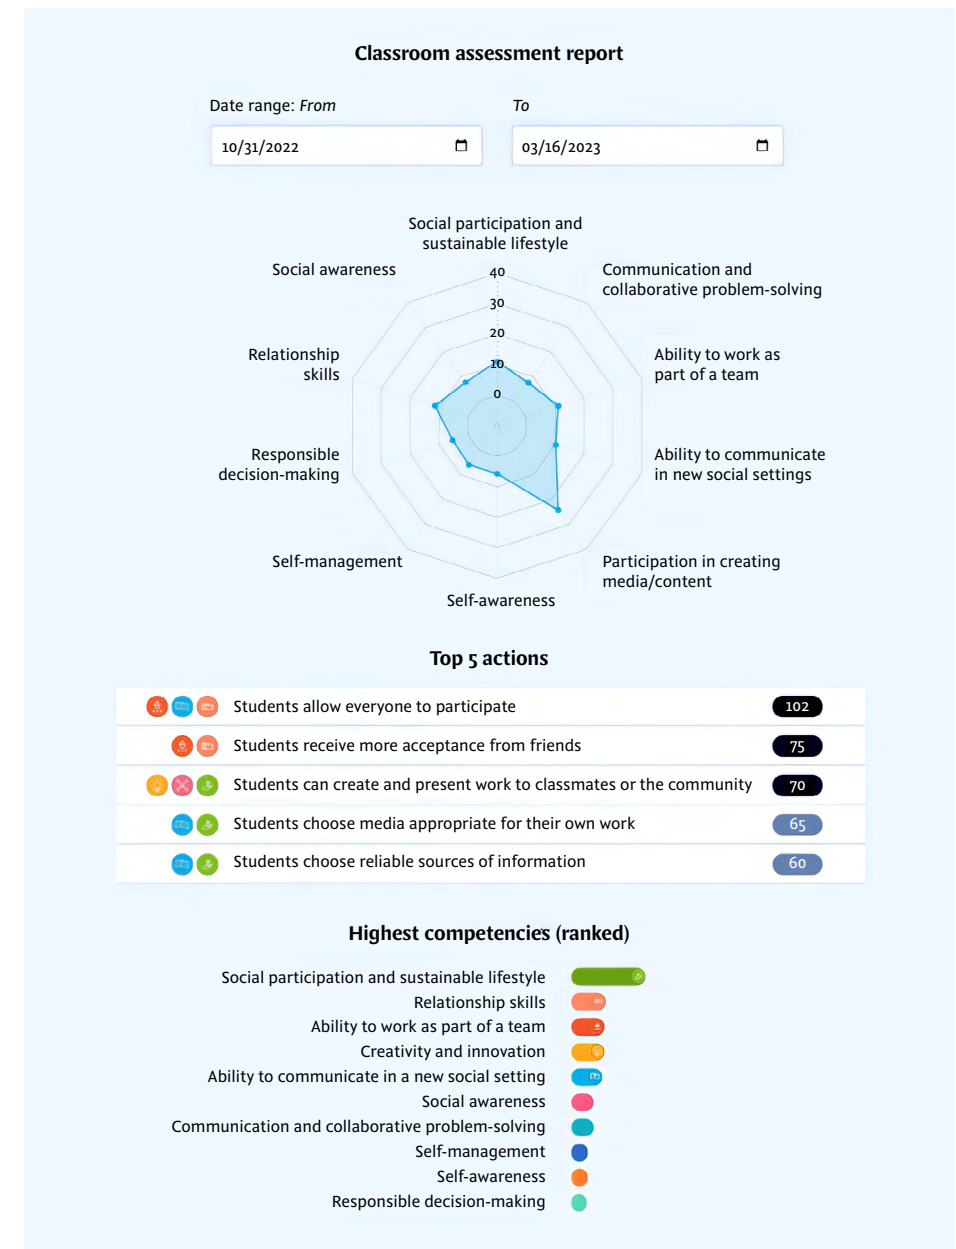 Classroom assessment report
Date range: From
To
10/31/2022
03/16/2023
Social participation and
sustainable lifestyle
Social awareness
Communication and
collaborative problem-solving
40
30
20
10
0
Relationship
skills
Ability to work as
part of a team
Responsible
decision-making
Ability to communicate
in new social settings
Self-management
Participation in creating
media/content
Self-awareness
Top 5 actions
Students allow everyone to participate 102
Students receive more acceptance from friends 75
Students can create and present work to classmates or the community 70
Students choose media appropriate for their own work 65
Students choose reliable sources of information 60
Highest competencies (ranked)
Social participation and sustainable lifestyle
Relationship skills
Ability to work as part of a team
Creativity and innovation
Ability to communicate in a new social setting
Social awareness
Communication and collaborative problem-solving
Self-management
Self-awareness
Responsible decision-making